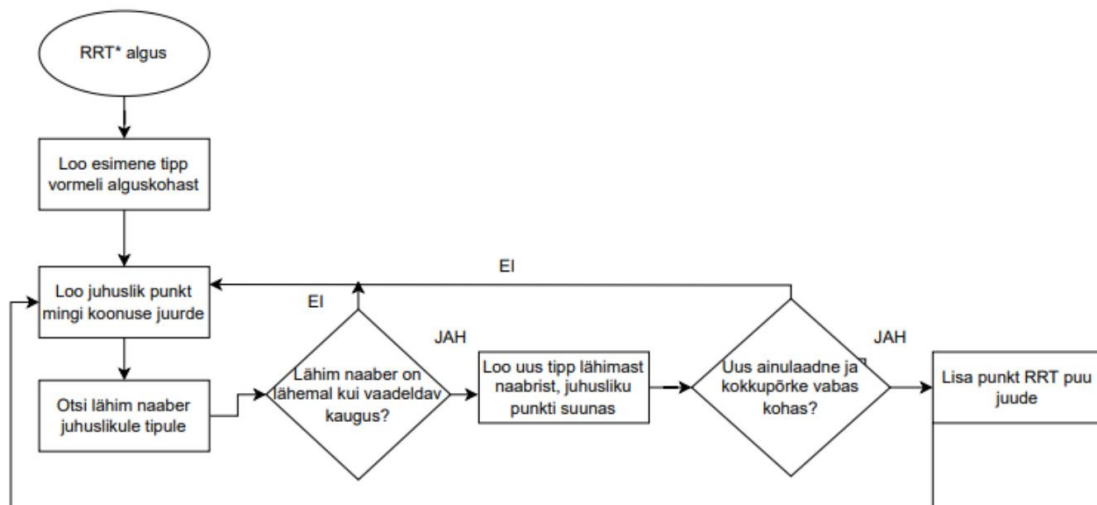 RRT* algus
Loo esimene tipp
vormeli alguskohast
Loo juhuslik punkt
mingi koonuse juurde
Otsi lähim naaber
juhuslikule tipule
EI
Lähim naaber on
lähemal kui vaadeldav
kaugus?
JAH
Loo uus tipp lähimast
naabrist, juhusliku
punkti suunas
EI
Uus ainulaadne ja
kokkupõrke vabas
kohas?
JAH
Lisa punkt RRT puu
juude